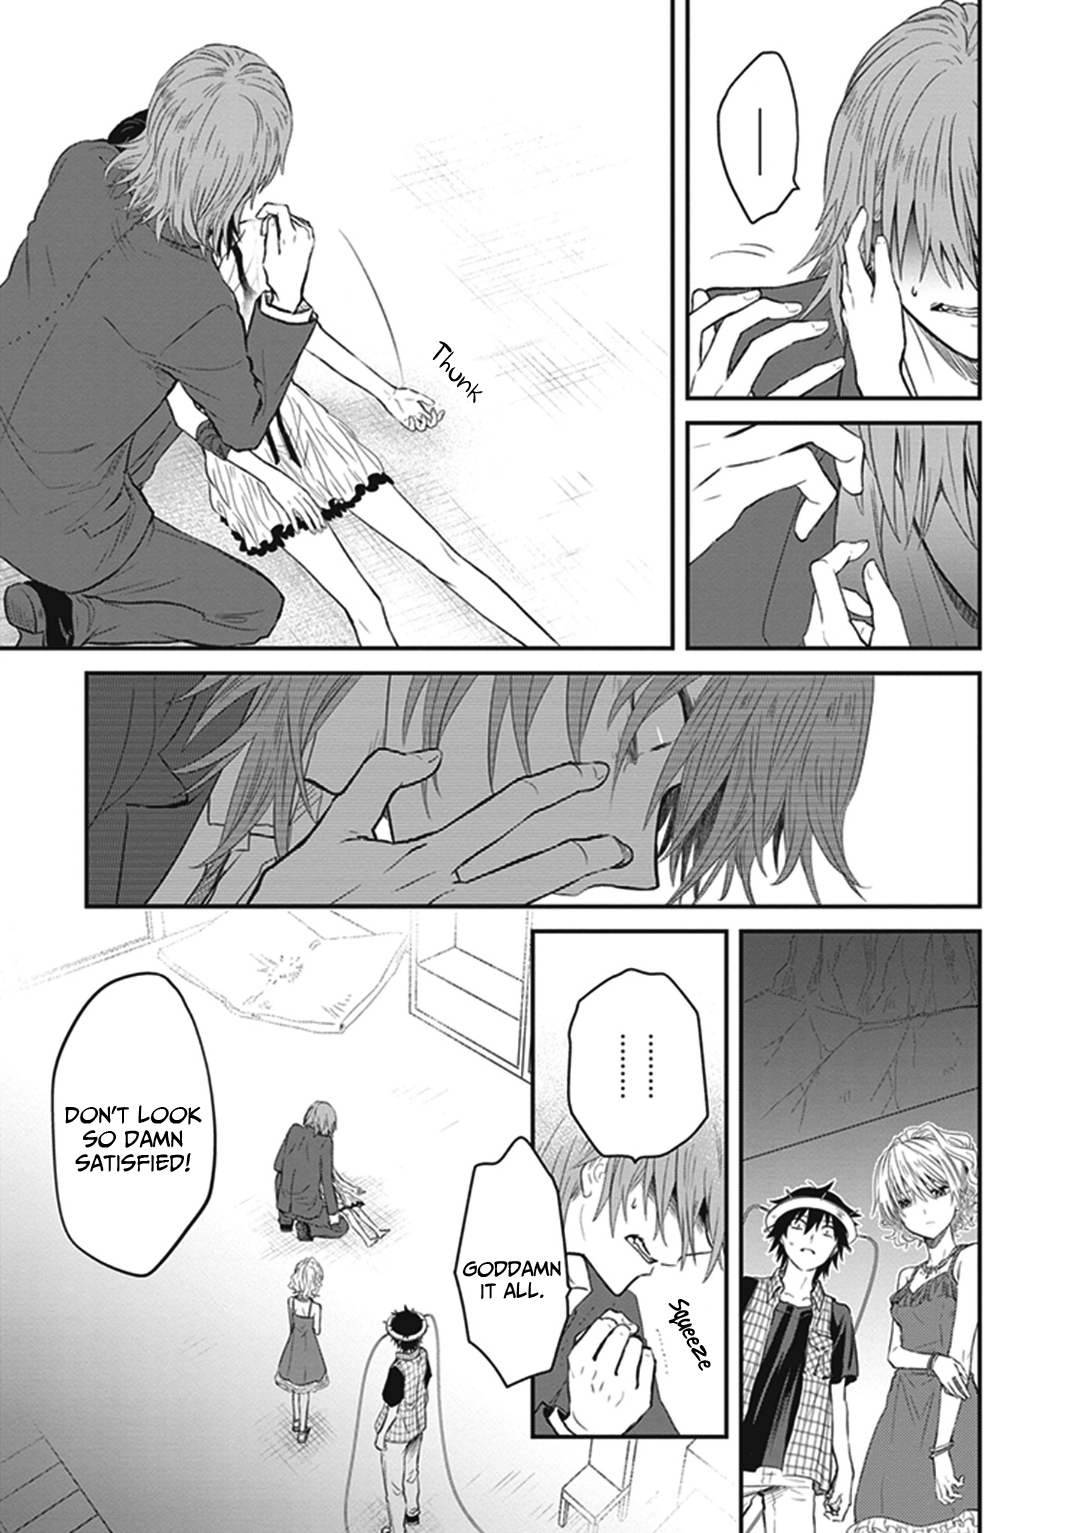 Thunk
Squeeze
GODDAMN
IT ALL.
DON'T LOOK
SO DAMN
SATISFIED!